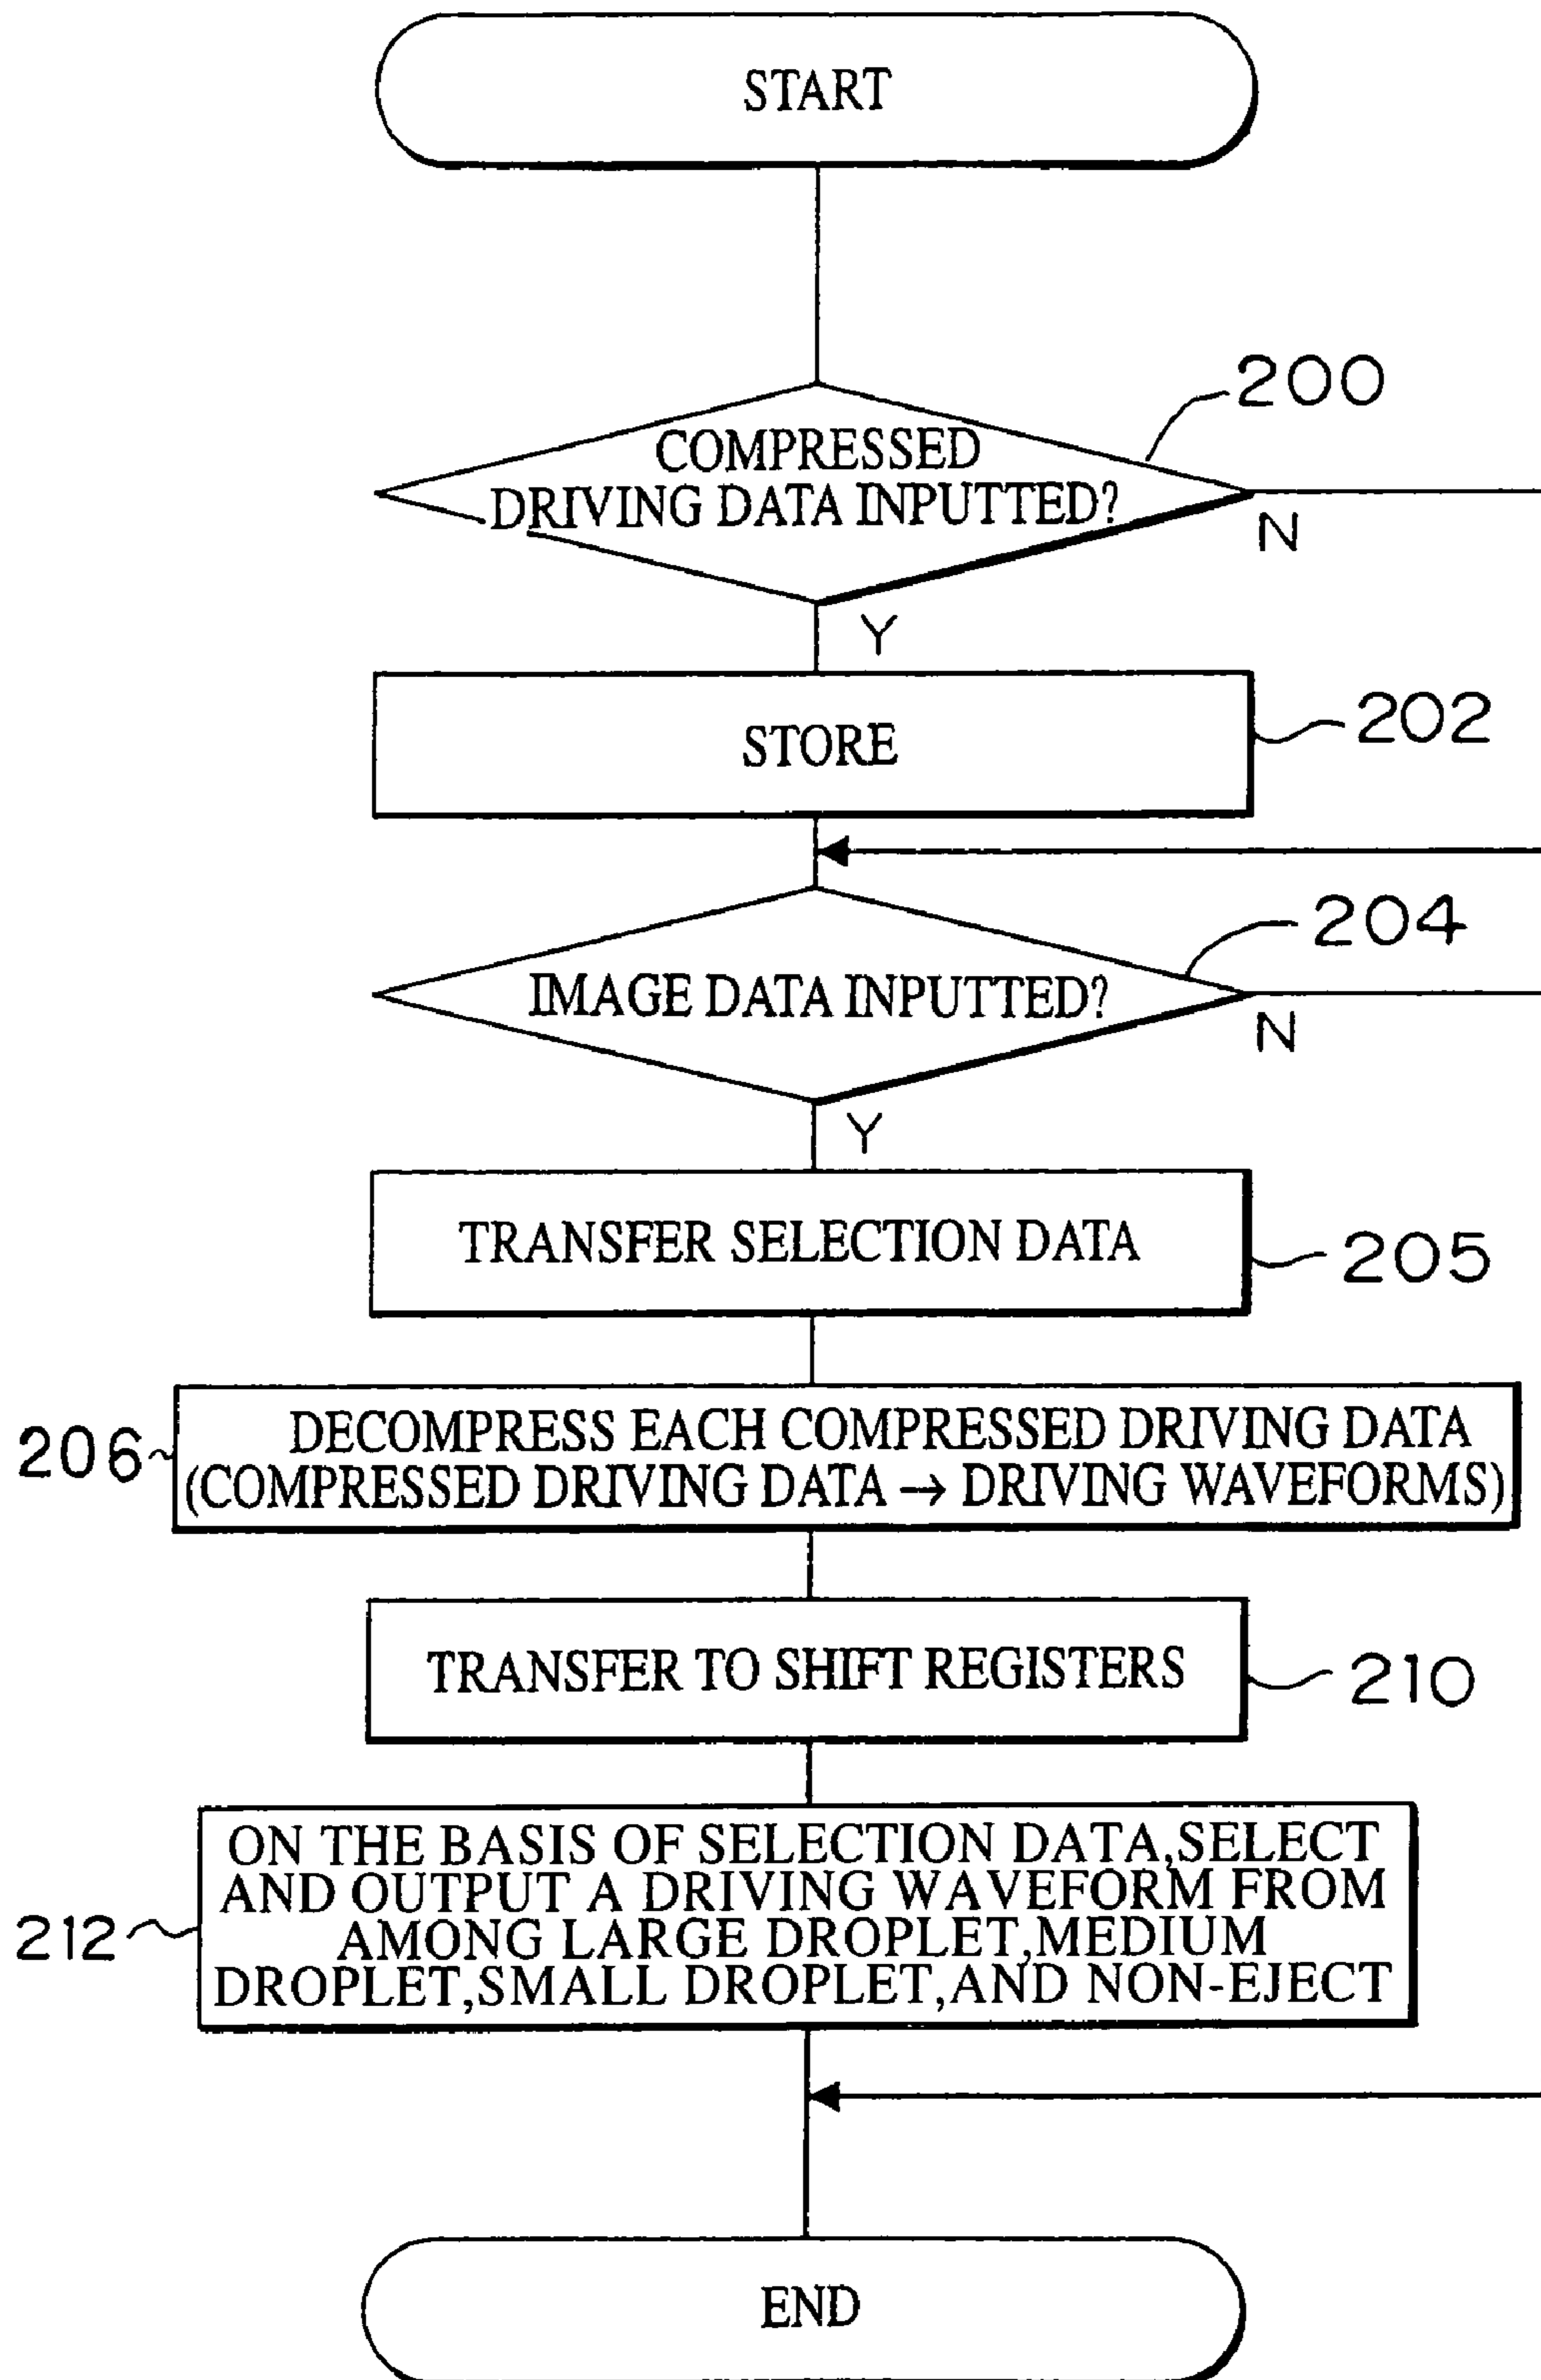 START
200
COMPRESSED
DRIVING DATA INPUTTED?
N
Y
STORE
202
204
IMAGE DATA INPUTTED?
N
Y
TRANSFER SELECTION DATA
205
206
DECOMPRESS EACH COMPRESSED DRIVING DATA
(COMPRESSED DRIVING DATA → DRIVING WAVEFORMS)
TRANSFER TO SHIFT REGISTERS
210
ON THE BASIS OF SELECTION DATA,SELECT
AND OUTPUT A DRIVING WAVEFORM FROM
212
AMONG LARGE DROPLET,MEDIUM
DROPLET,SMALL DROPLET,AND NON-EJECT
END